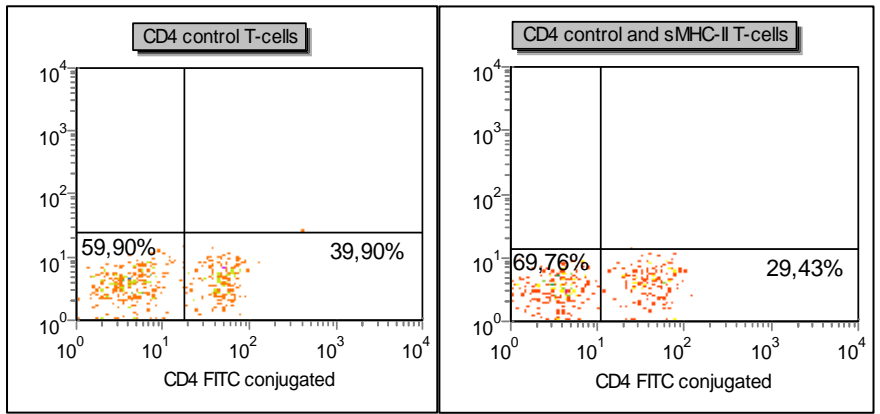 CD4 control T-cells
10^4
10^3
10^2
10^1
10^0
59,90%
39,90%
10^0 10^1 10^2 10^3 10^4
CD4 FITC conjugated
CD4 control and sMHC-II T-cells
10^4
10^3
10^2
10^1
10^0
69,76%
29,43%
10^0 10^1 10^2 10^3 10^4
CD4 FITC conjugated